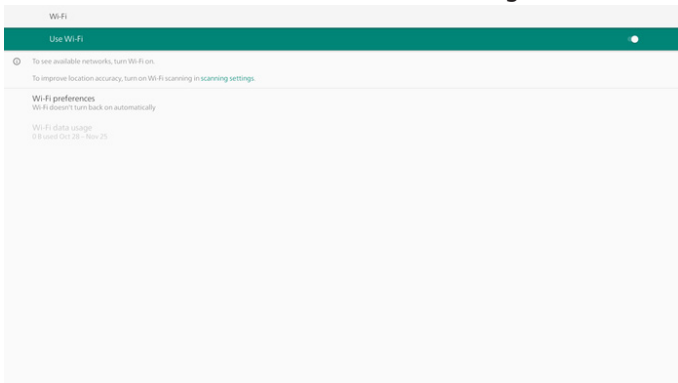 Wi-Fi
Use Wi-Fi
To see available networks, turn Wi-Fi on.
To improve location accuracy, turn on Wi-Fi scanning in scanning settings.
Wi-Fi preferences
Wi-Fi doesn't turn back on automatically
Wi-Fi data usage
0 B used Oct 28 – Nov 25